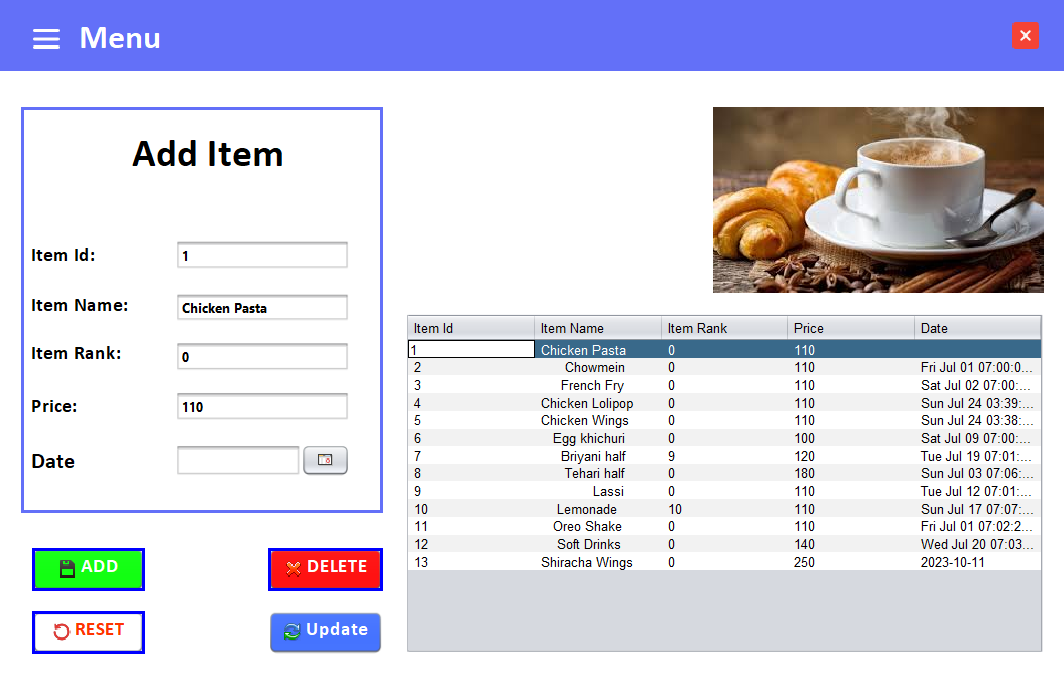 Menu
Add Item
Item Id: 1
Item Name: Chicken Pasta
Item Rank: 0
Price: 110
Date
ADD
DELETE
RESET
Update
Item Id Item Name Item Rank Price Date
1 Chicken Pasta 0 110
2 Chowmein 0 110 Fri Jul 01 07:00:0...
3 French Fry 0 110 Sat Jul 02 07:00:...
4 Chicken Lolipop 0 110 Sun Jul 24 03:39:...
5 Chicken Wings 0 110 Sun Jul 24 03:38:...
6 Egg khichuri 0 100 Sat Jul 09 07:00:...
7 Briyani half 9 120 Tue Jul 19 07:01:...
8 Tehari half 0 180 Sun Jul 03 07:06:...
9 Lassi 0 110 Tue Jul 12 07:01:...
10 Lemonade 10 110 Sun Jul 17 07:07:...
11 Oreo Shake 0 110 Fri Jul 01 07:02:2...
12 Soft Drinks 0 140 Wed Jul 20 07:03...
13 Shiracha Wings 0 250 2023-10-11